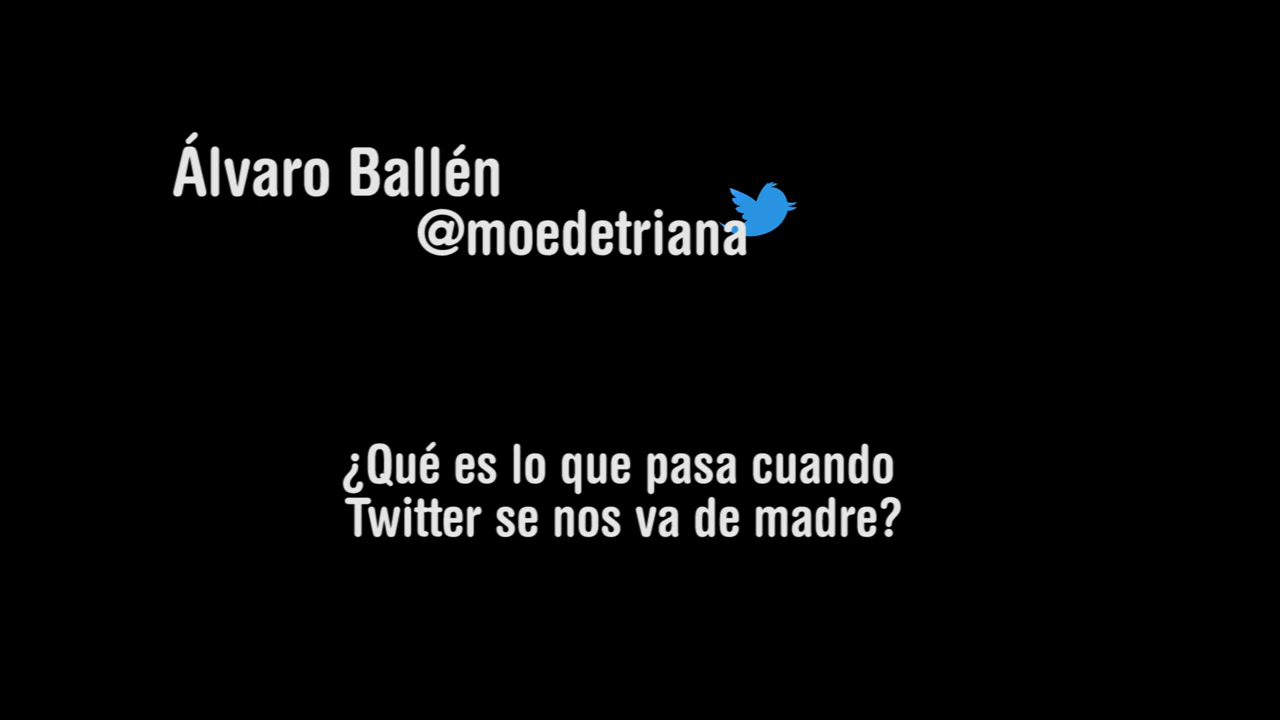 Álvaro Ballén
@moedetriana
¿Qué es lo que pasa cuando
Twitter se nos va de madre?